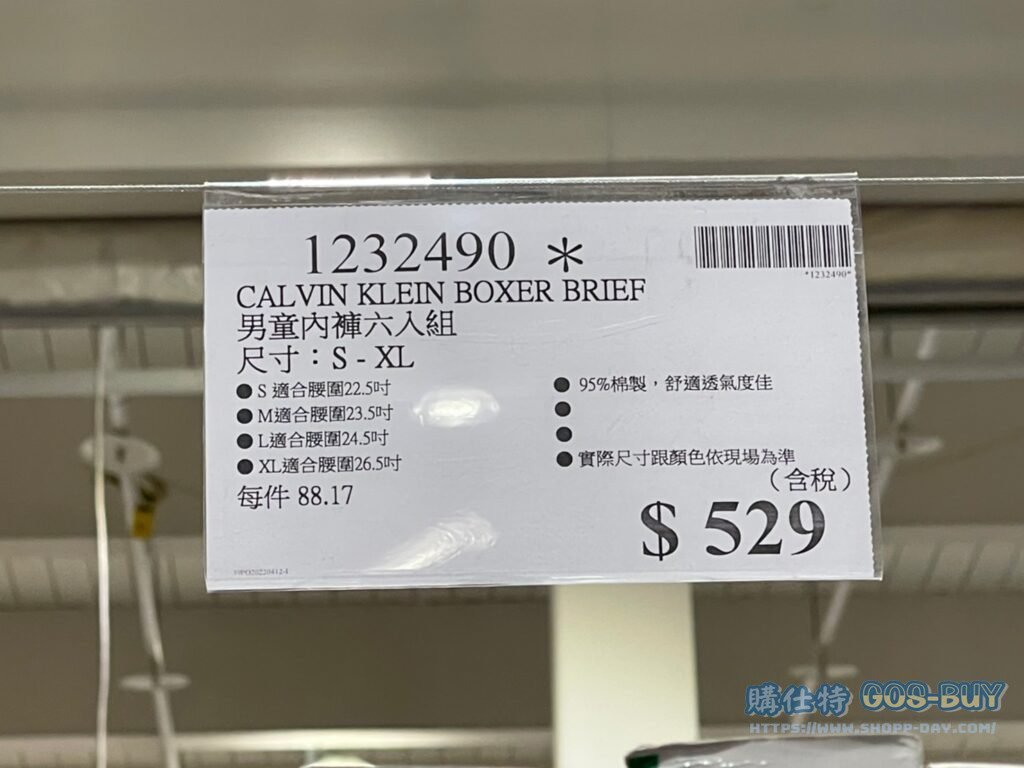 1232490 *
*1232490*
CALVIN KLEIN BOXER BRIEF
男童內褲六入組
尺寸：S - XL
● S 適合腰圍22.5吋
● M適合腰圍23.5吋
● L適合腰圍24.5吋
● XL適合腰圍26.5吋
每件 88.17
● 95%棉製，舒適透氣度佳
●
●
● 實際尺寸跟顏色依現場為準
（含稅）
$ 529
購仕特 GOS-BUY
HTTPS://WWW.SHOPP-DAY.COM/